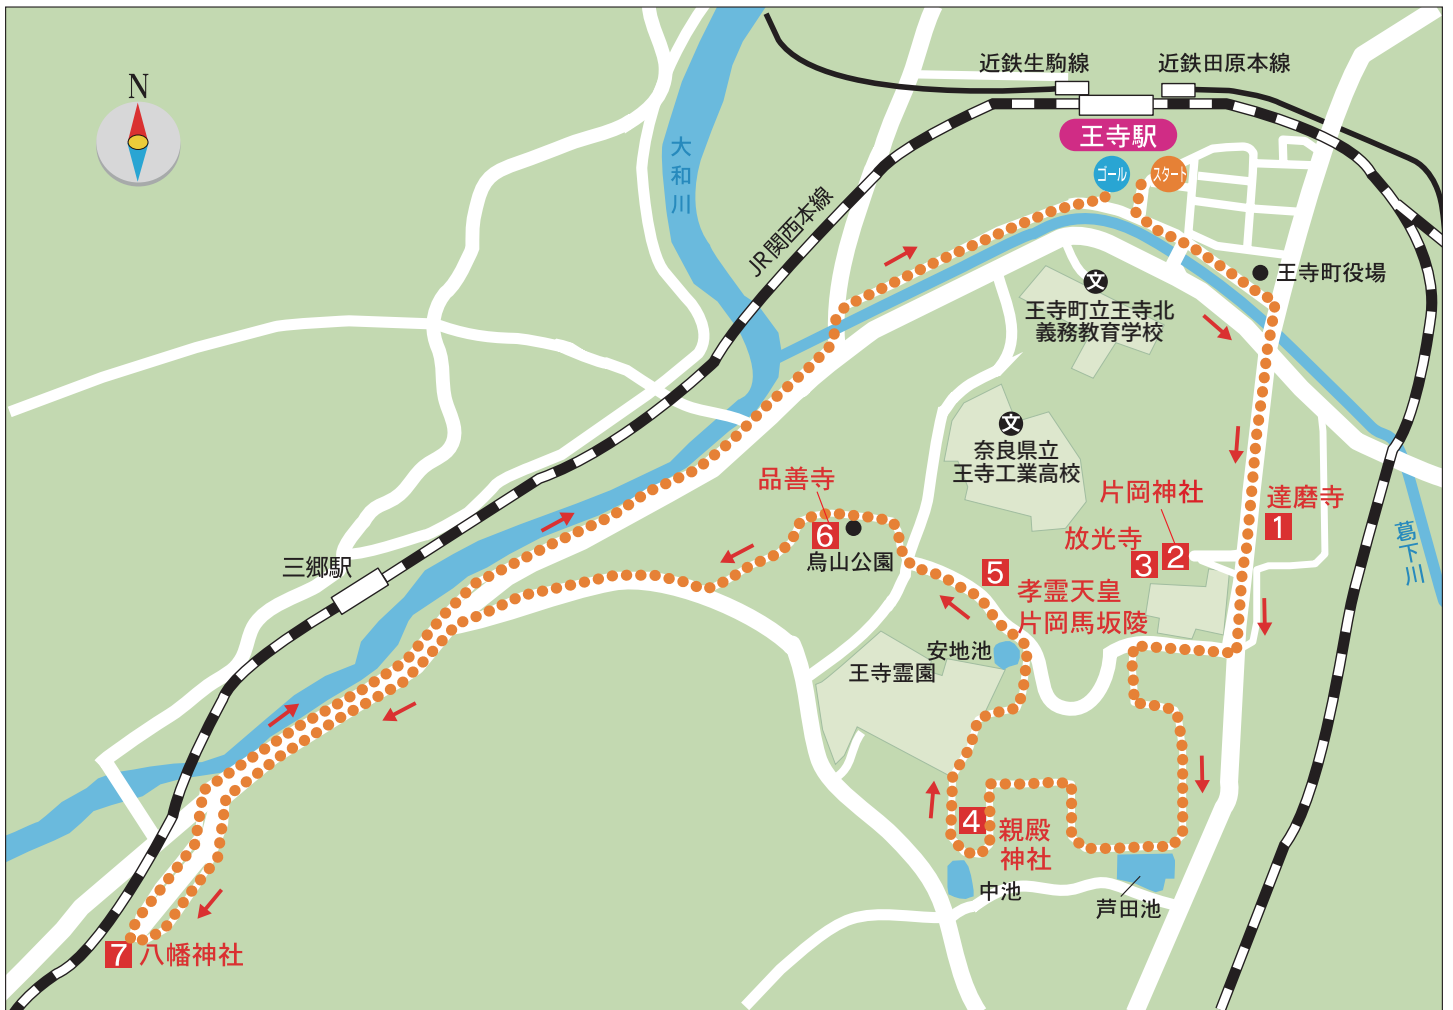 N
近鉄生駒線
近鉄田原本線
王寺駅
ゴール
スタート
大和川
JR関西本線
王寺町役場
文
王寺町立王寺北
義務教育学校
文
奈良県立
王寺工業高校
品善寺
6
烏山公園
片岡神社
2
達磨寺
1
放光寺
3
葛下川
三郷駅
5
孝霊天皇
片岡馬坂陵
安地池
王寺霊園
4
親殿
神社
中池
芦田池
7
八幡神社